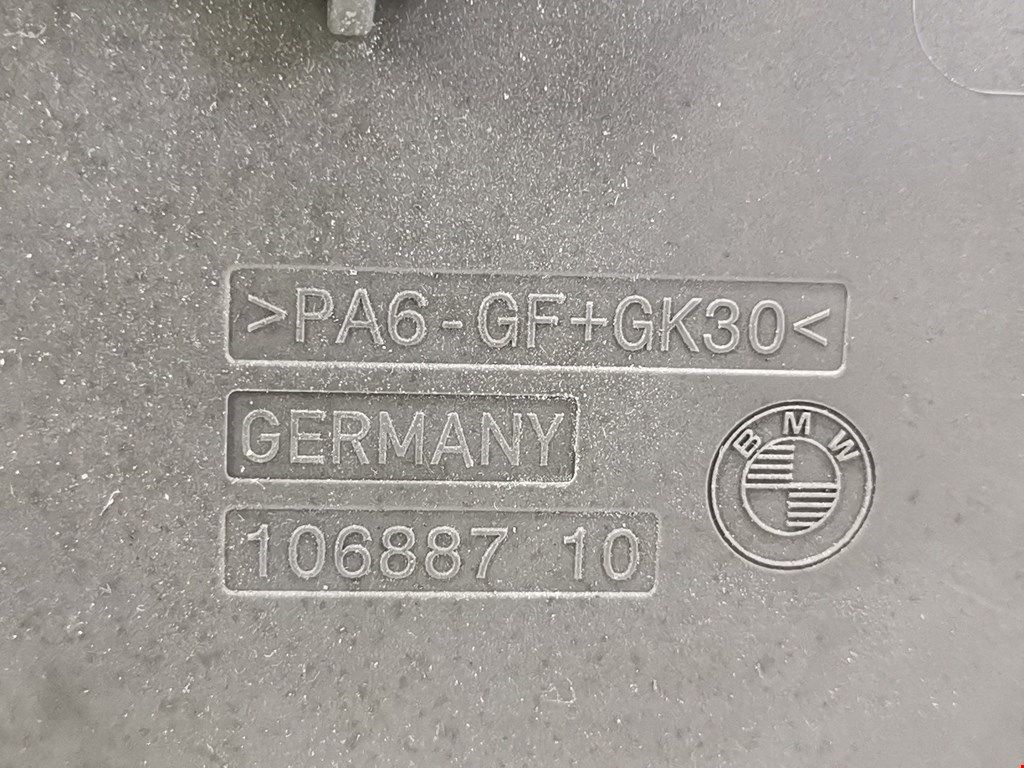 >PA6-GF+GK30<
GERMANY
BMW
106887 10